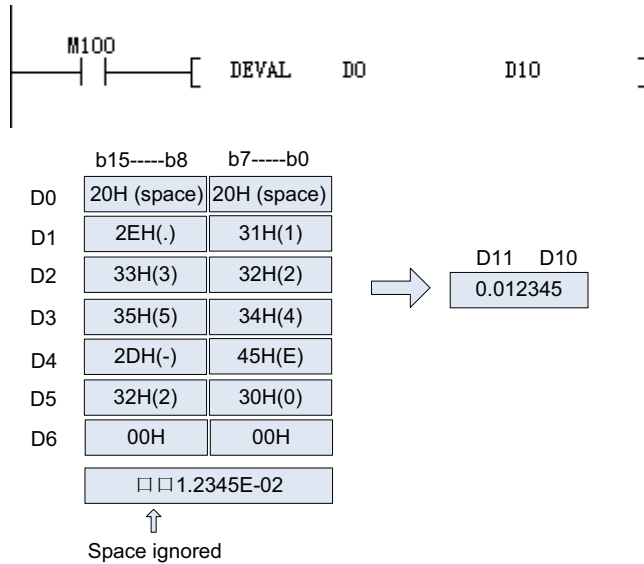 M100
DEVAL D0 D10
b15-----b8 b7-----b0
D0 20H (space) 20H (space)
D1 2EH(.) 31H(1)
D2 33H(3) 32H(2)
D3 35H(5) 34H(4)
D4 2DH(-) 45H(E)
D5 32H(2) 30H(0)
D6 00H 00H
D11 D10
0.012345
口口1.2345E-02
Space ignored